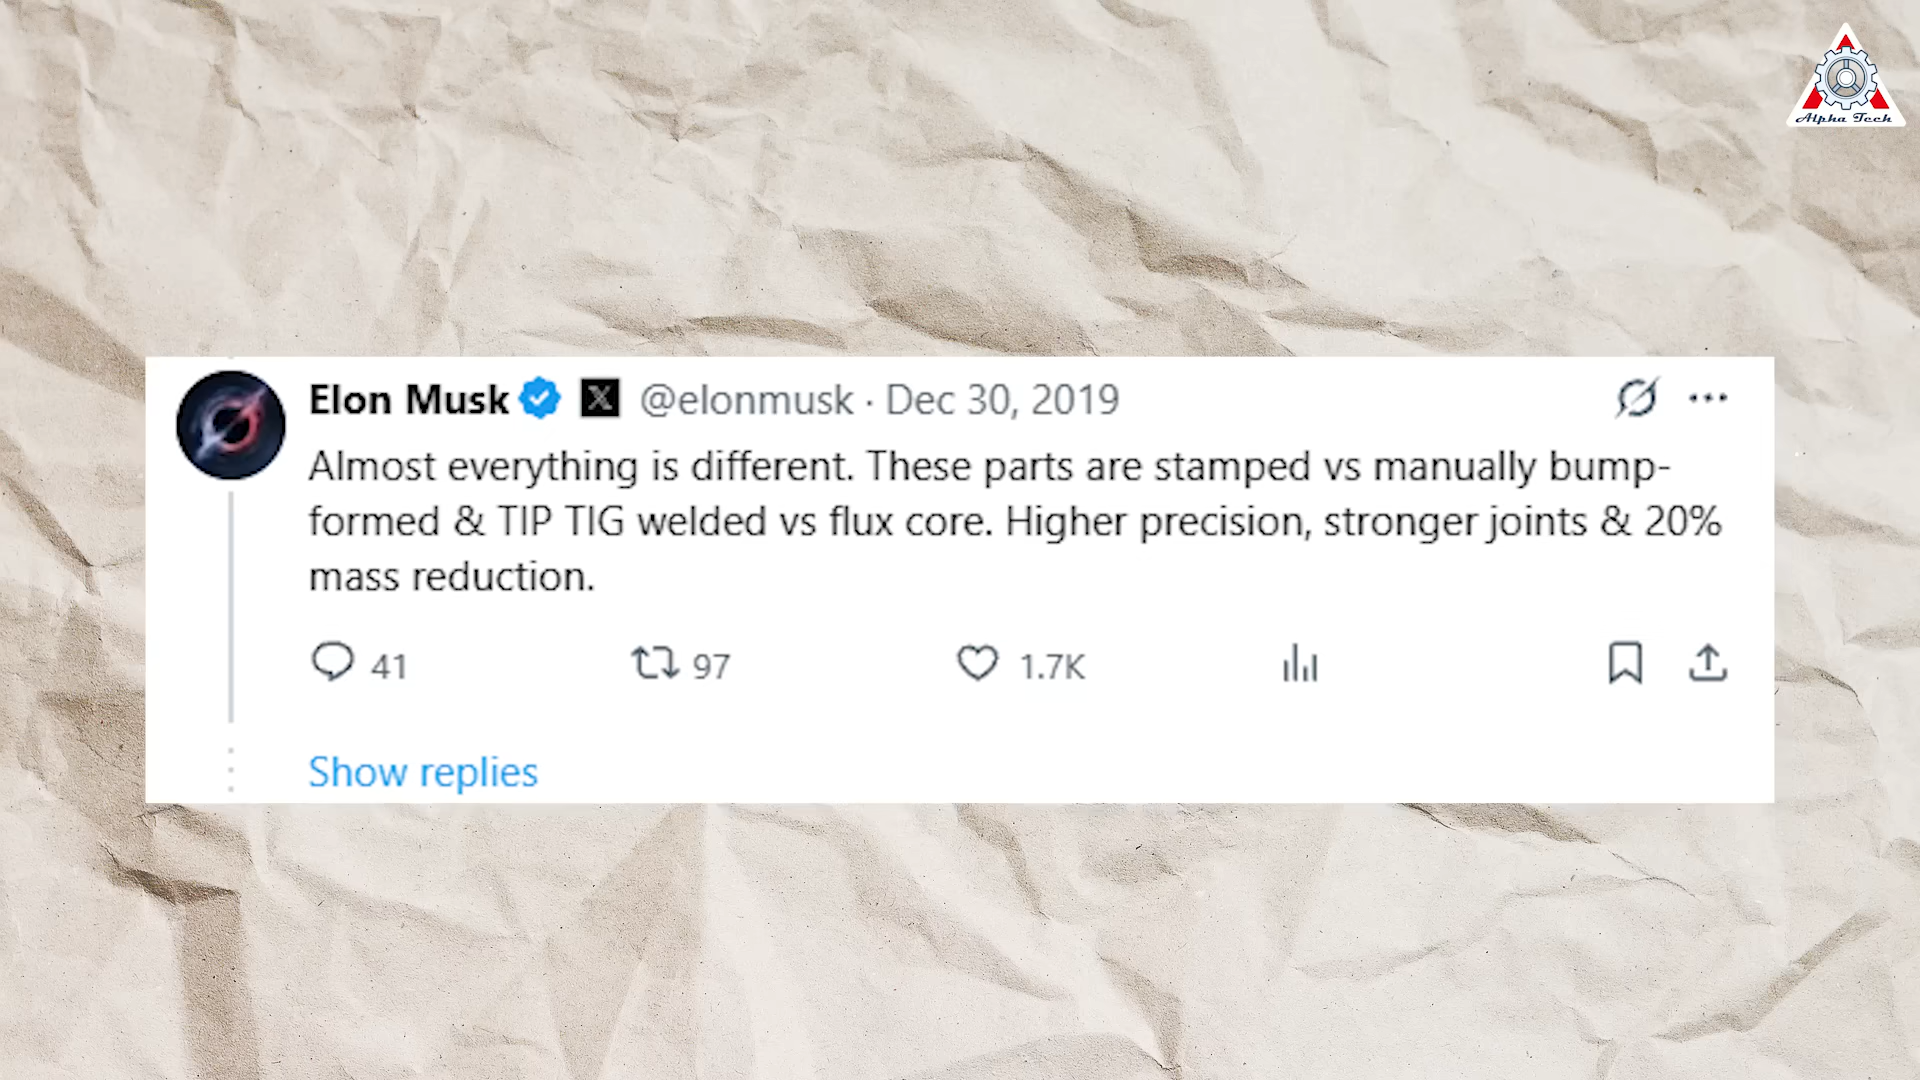 Alpha Tech
Elon Musk @elonmusk · Dec 30, 2019
Almost everything is different. These parts are stamped vs manually bump-
formed & TIP TIG welded vs flux core. Higher precision, stronger joints & 20%
mass reduction.
41 97 1.7K
Show replies